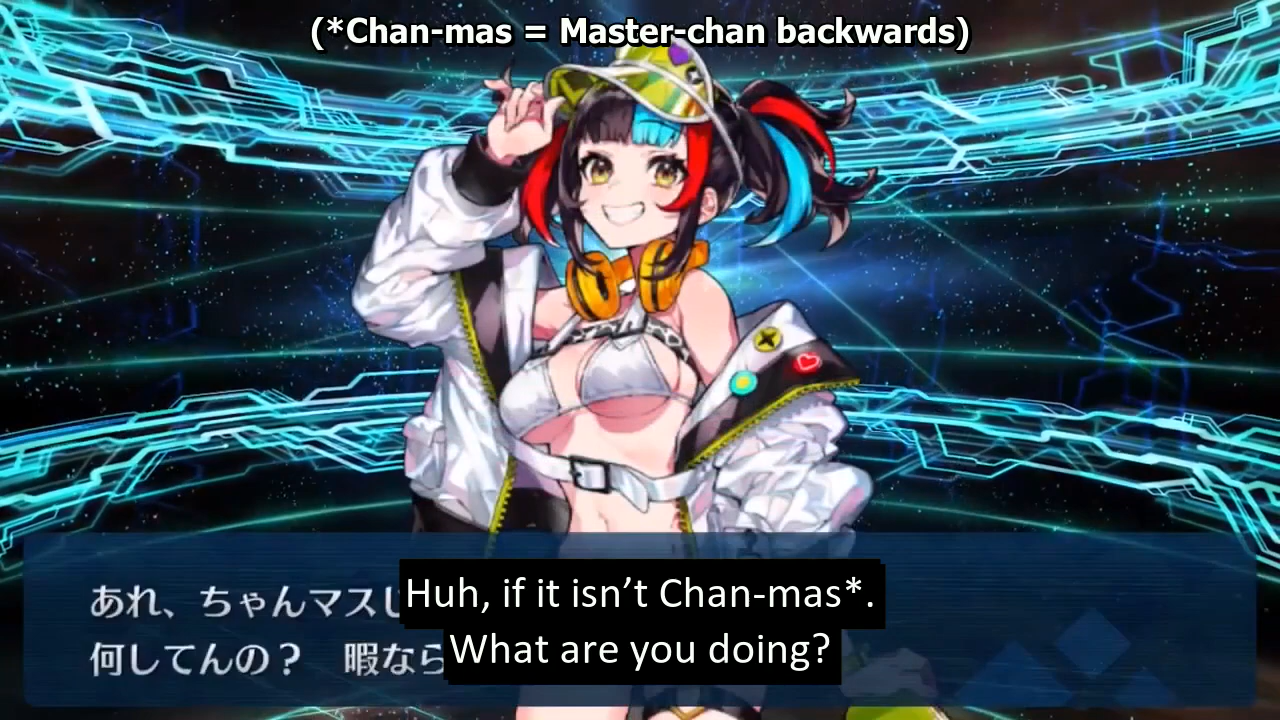 (*Chan-mas = Master-chan backwards)
あれ、ちゃんマスじ
何してんの？　暇なら
Huh, if it isn’t Chan-mas*.
What are you doing?